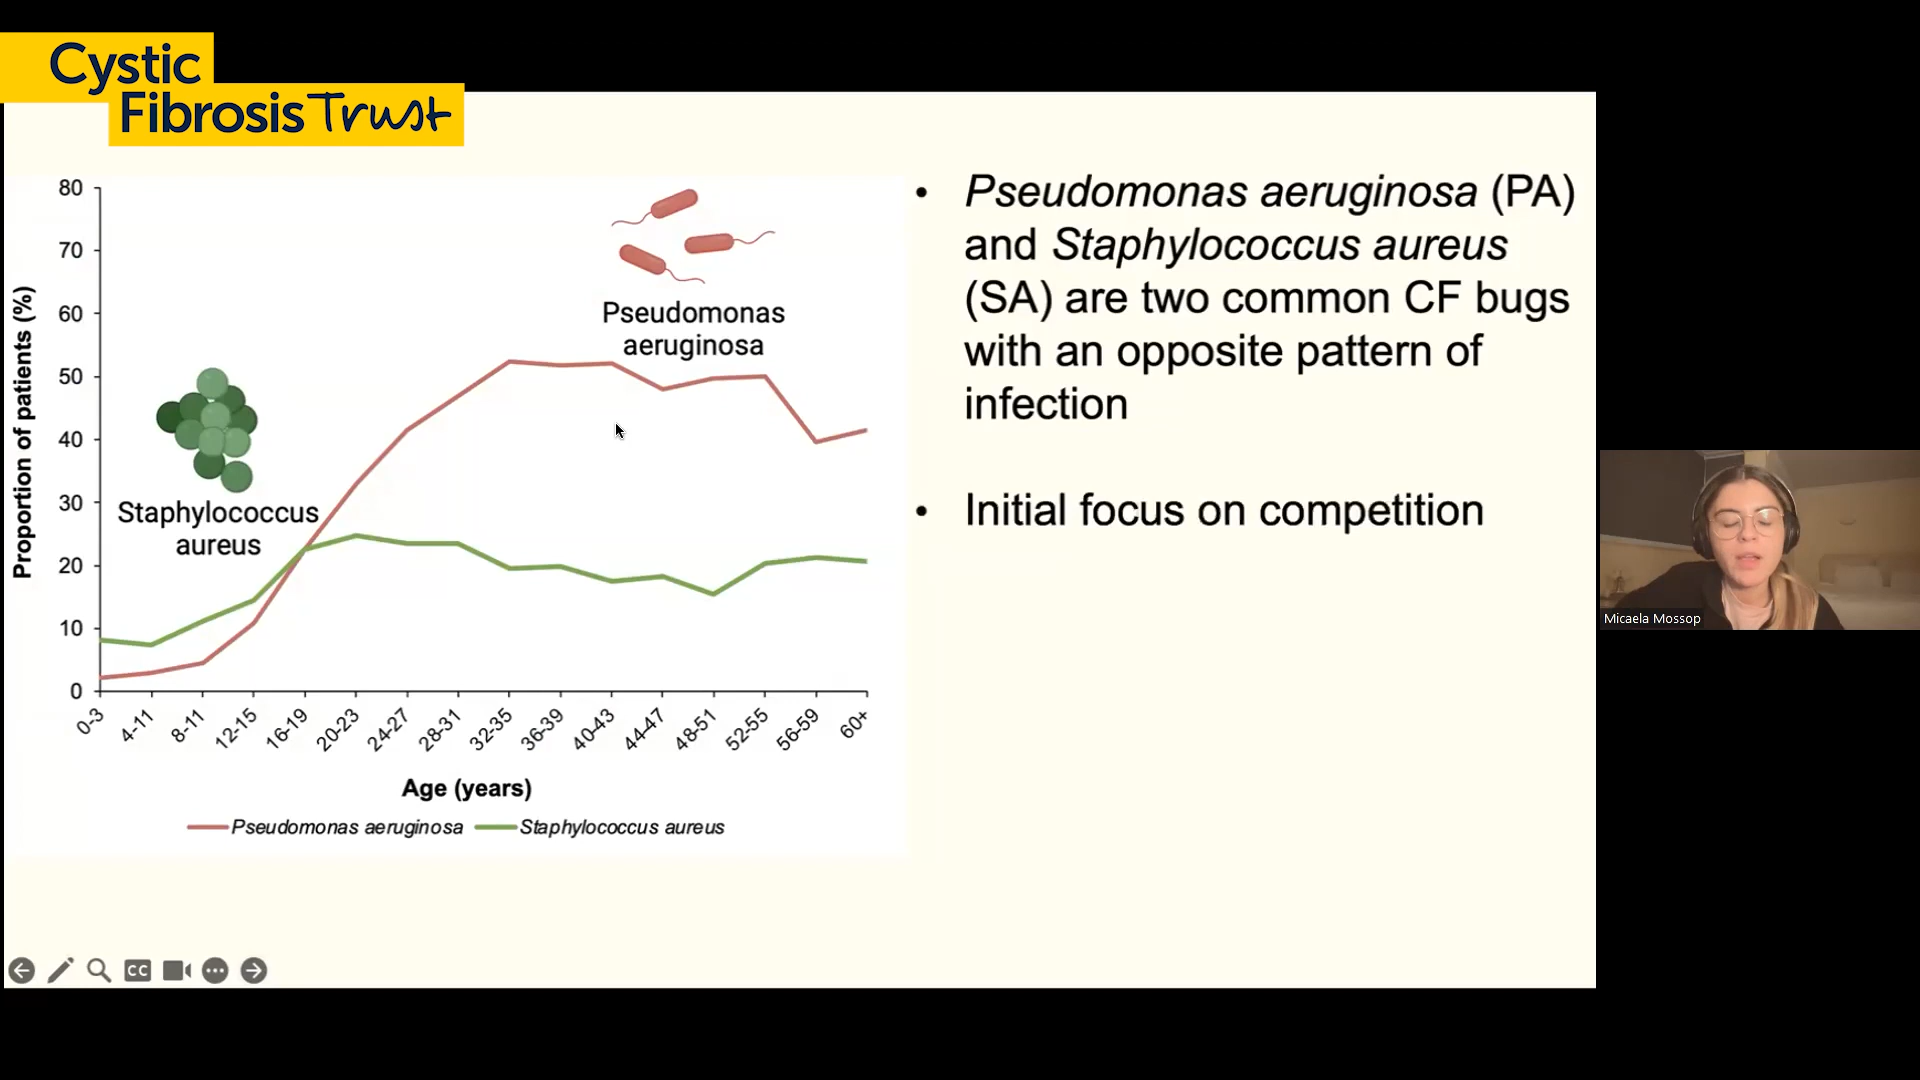 Cystic
Fibrosis Trust
80
70
60
50
40
30
20
10
0
Proportion of patients (%)
Staphylococcus
aureus
Pseudomonas
aeruginosa
0-3
4-11
8-11
12-15
16-19
20-23
24-27
28-31
32-35
36-39
40-43
44-47
48-51
52-55
56-59
60+
Age (years)
Pseudomonas aeruginosa
Staphylococcus aureus
• Pseudomonas aeruginosa (PA)
and Staphylococcus aureus
(SA) are two common CF bugs
with an opposite pattern of
infection
• Initial focus on competition
CC
Micaela Mossop